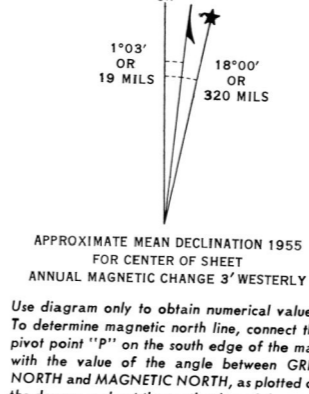 1°03'
OR
19 MILS
18°00'
OR
320 MILS
APPROXIMATE MEAN DECLINATION 1955
FOR CENTER OF SHEET
ANNUAL MAGNETIC CHANGE 3' WESTERLY
Use diagram only to obtain numerical value
To determine magnetic north line, connect th
pivot point "P" on the south edge of the ma
with the value of the angle between GRI
NORTH and MAGNETIC NORTH, as plotted o